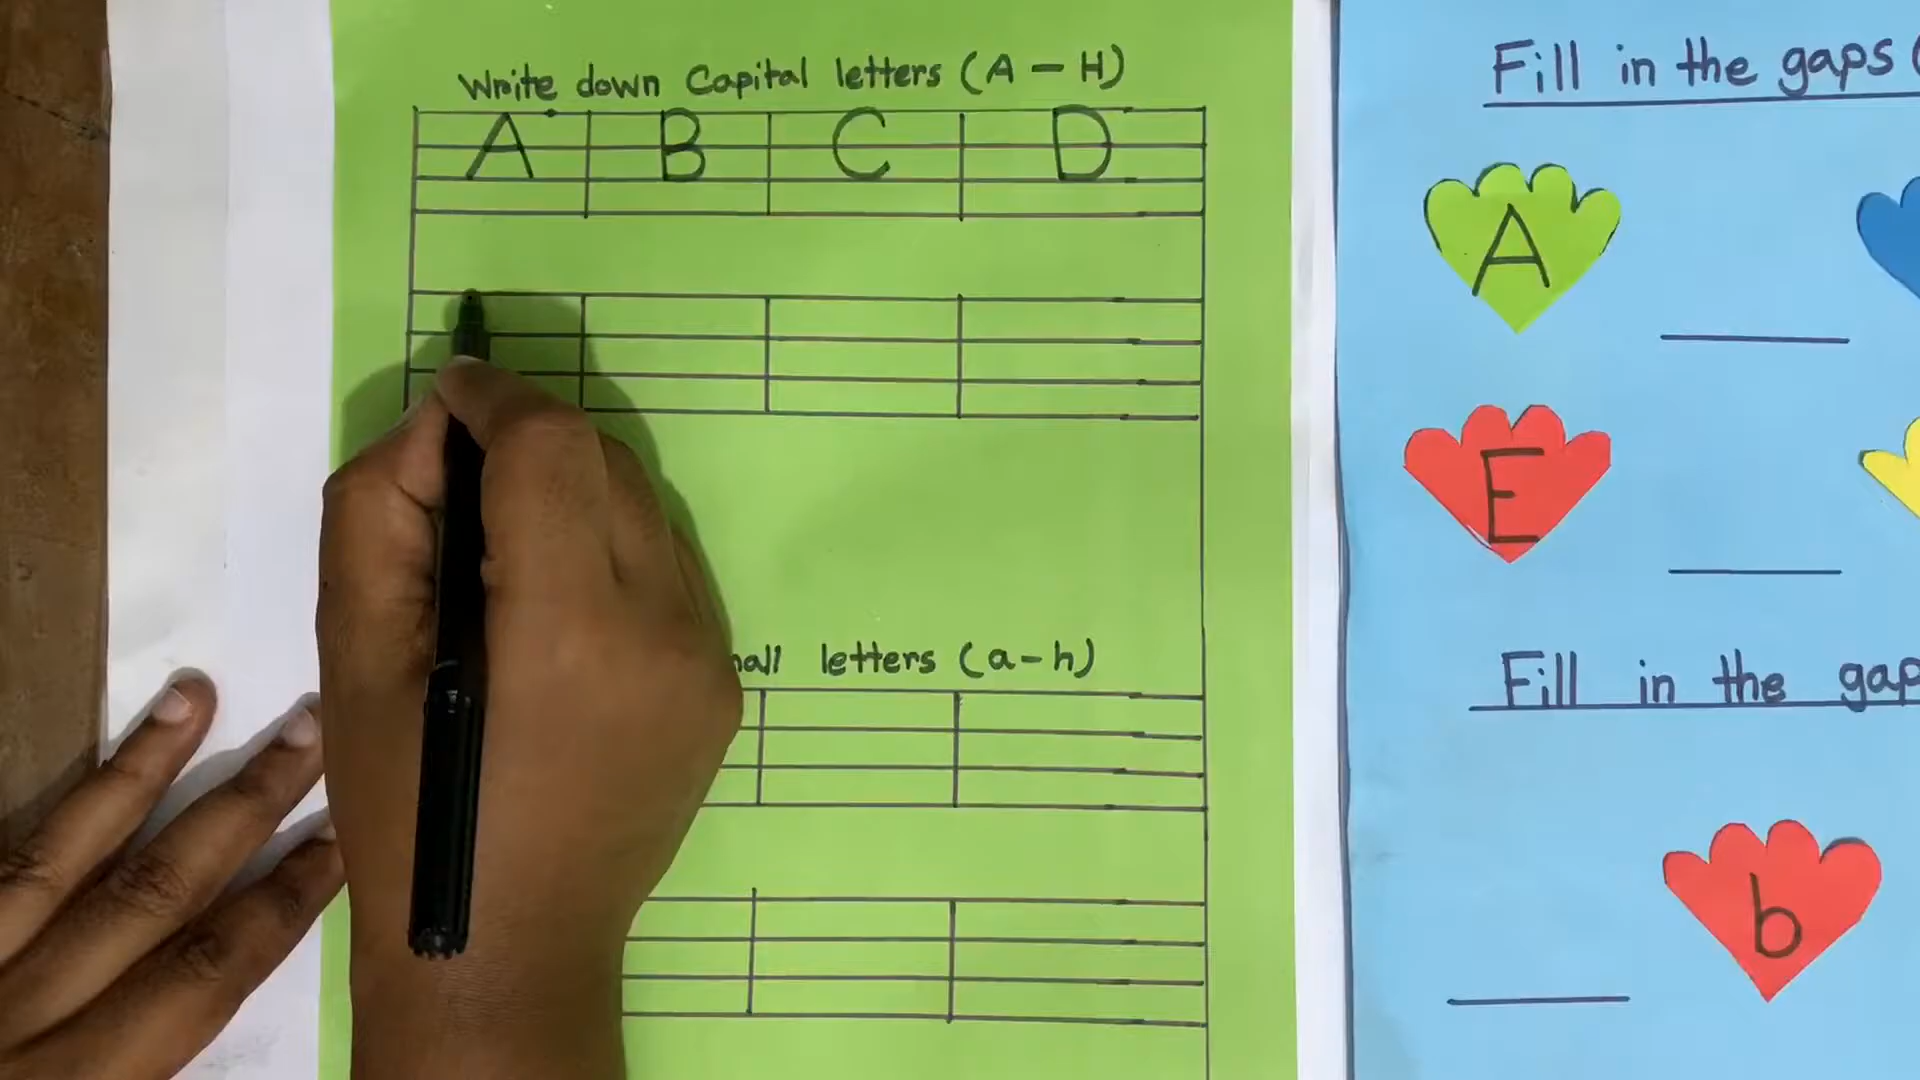 Write down Capital letters (A - H)
A B C D
letters (a-h)
Fill in the gaps
A
E
Fill in the
b